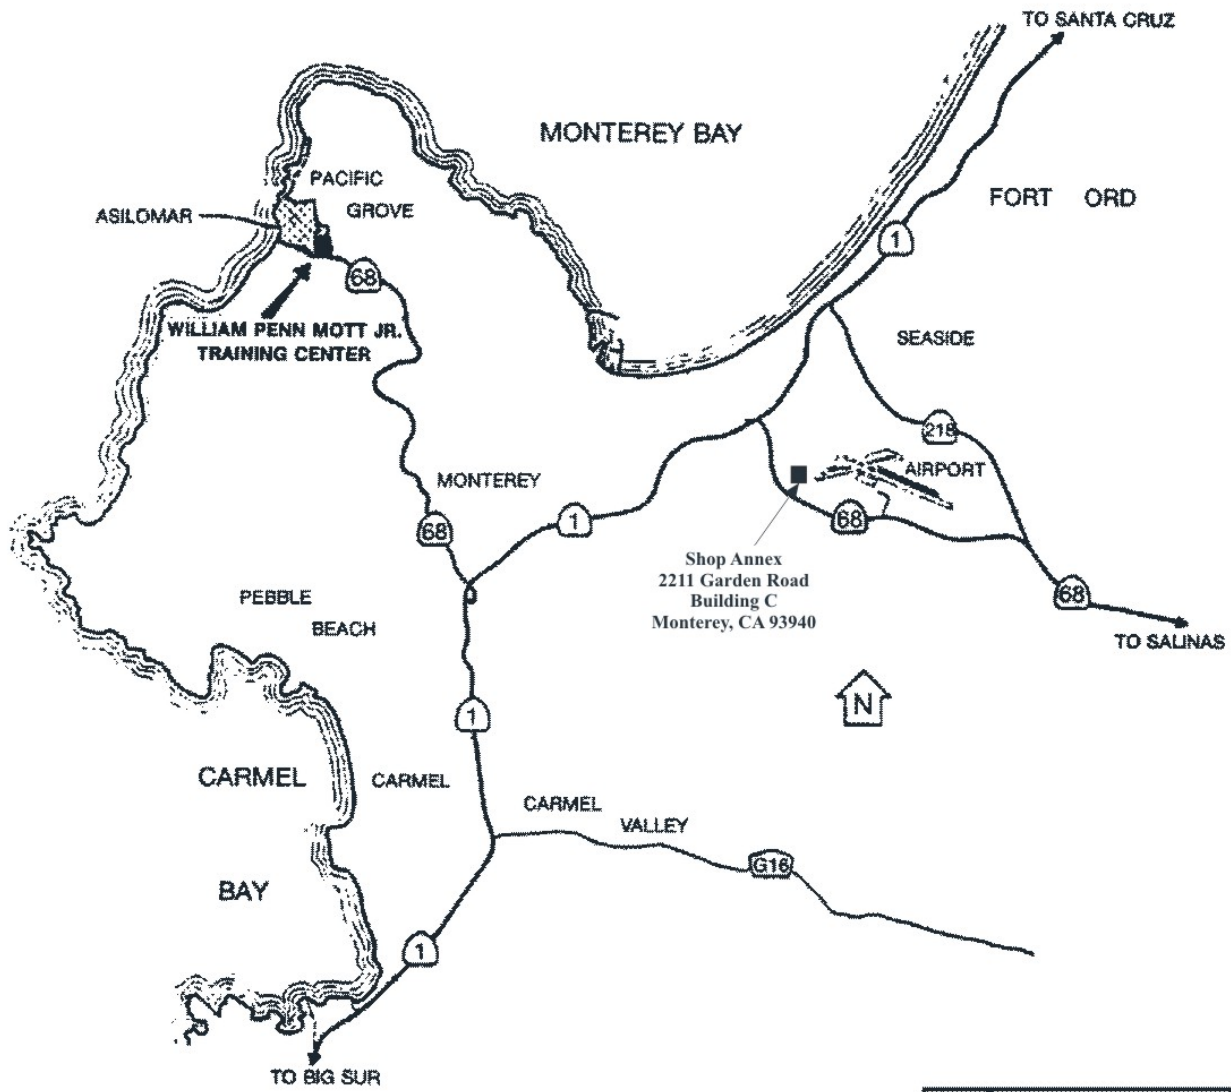 TO SANTA CRUZ
MONTEREY BAY
PACIFIC
GROVE
FORT ORD
ASILOMAR
1
68
WILLIAM PENN MOTT JR.
TRAINING CENTER
SEASIDE
218
AIRPORT
MONTEREY
68
1
68
Shop Annex
2211 Garden Road
Building C
Monterey, CA 93940
68
TO SALINAS
PEBBLE
BEACH
N
1
CARMEL
BAY
CARMEL
CARMEL
VALLEY
G16
1
TO BIG SUR